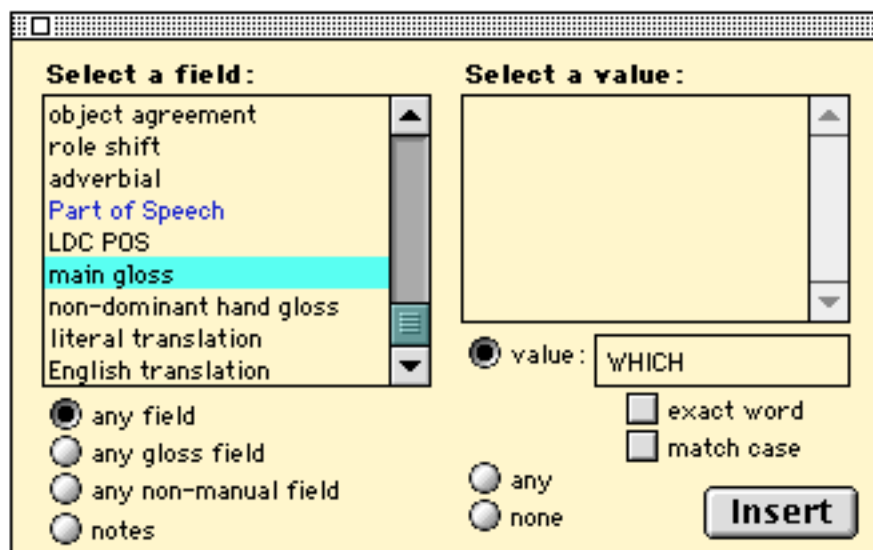 Select a field:
object agreement
role shift
adverbial
Part of Speech
LDC POS
main gloss
non-dominant hand gloss
literal translation
English translation
any field
any gloss field
any non-manual field
notes
Select a value:
value: WHICH
exact word
match case
any
none
Insert